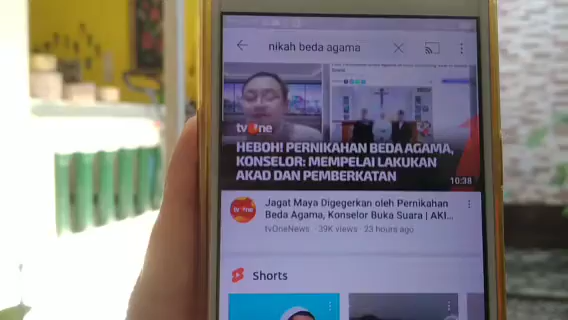 nikah beda agama
tvOne
HEBOH! PERNIKAHAN BEDA AGAMA,
KONSELOR: MEMPELAI LAKUKAN
AKAD DAN PEMBERKATAN
10:38
tvOne
Jagat Maya Digegerkan oleh Pernikahan
Beda Agama, Konselor Buka Suara | AKI...
tvOneNews · 39K views · 23 hours ago
Shorts